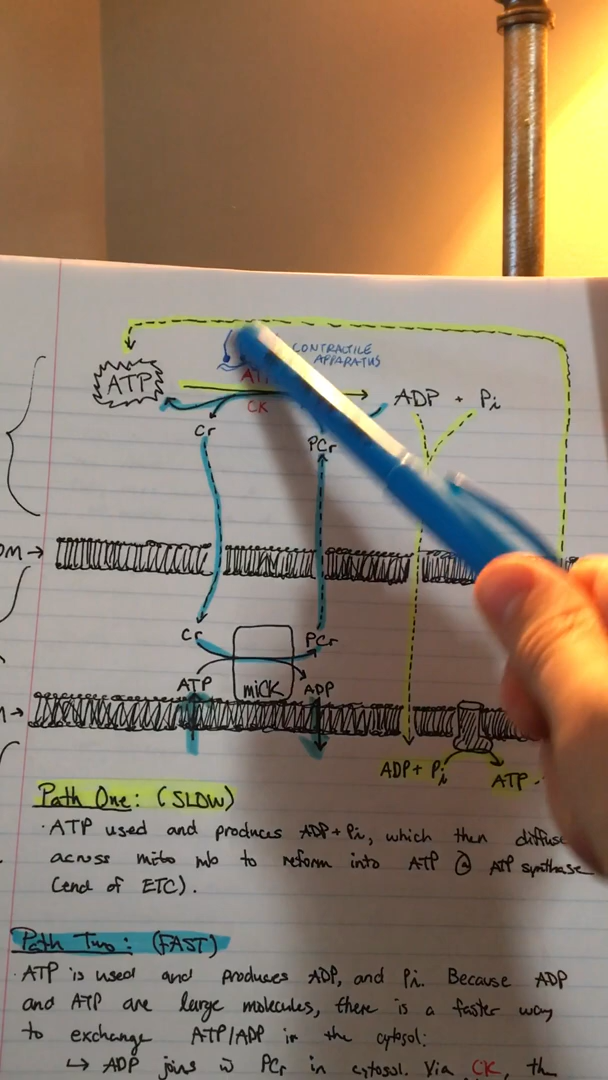 CONTRACTILE
APPARATUS
ATP
CK
ADP + Pi
Cr
PCr
OM →
Cr
PCr
ATP
miCK
ADP
ADP + Pi
ATP
Path One: (SLOW)
· ATP used and produces ADP + Pi, which then diffuse
across mito mb to reform into ATP @ ATP synthase
(end of ETC).
Path Two: (FAST)
· ATP is used and produces ADP, and Pi. Because ADP
and ATP are large molecules, there is a faster way
to exchange ATP/ADP in the cytosol:
↳ ADP joins w PCr in cytosol. Via CK, the